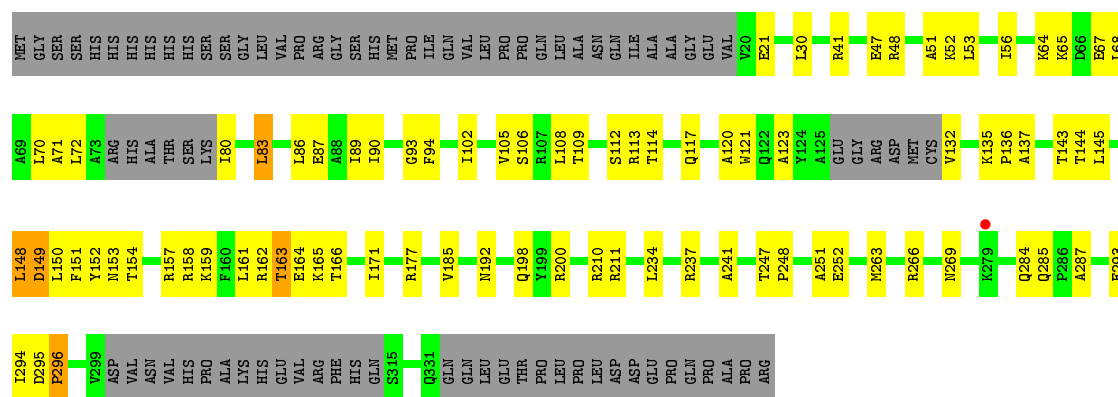 MET GLY SER SER HIS HIS HIS HIS HIS HIS SER SER GLY LEU VAL PRO ARG GLY SER HIS MET PRO ILE GLN VAL LEU PRO PRO GLN LEU ALA ASN GLN ILE ALA ALA GLY GLU VAL V20 E21 L30 R41 E47 R48 A51 K52 L53 I56 K64 K65 D66 E67 L68
A69 L70 A71 L72 A73 ARG HIS ALA THR SER LYS I80 L83 L86 E87 A88 I89 I90 G93 F94 I102 V105 S106 R107 L108 T109 S112 R113 T114 Q117 A120 W121 Q122 A123 Y124 A125 GLU GLY ARG ASP MET CYS V132 K135 P136 A137 T143 T144 L145
L148 D149 L150 F151 Y152 N153 T154 R157 R158 K159 F160 L161 R162 T163 E164 K165 T166 I171 R177 V185 N192 Q198 Y199 R200 R210 R211 L234 R237 A241 T247 P248 A251 E252 M263 R266 N269 K279 Q284 Q285 P286 A287
I294 D295 P296 V299 ASP VAL ASN VAL HIS PRO ALA LYS HIS GLU VAL ARG PHE HIS GLN S315 Q331 GLN GLN LEU GLU THR PRO LEU PRO LEU ASP ASP GLU PRO GLN PRO ALA PRO ARG